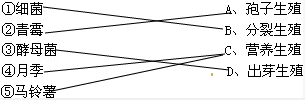 ①细菌 A、孢子生殖
②青霉 B、分裂生殖
③酵母菌 C、营养生殖
④月季 D、出芽生殖
⑤马铃薯